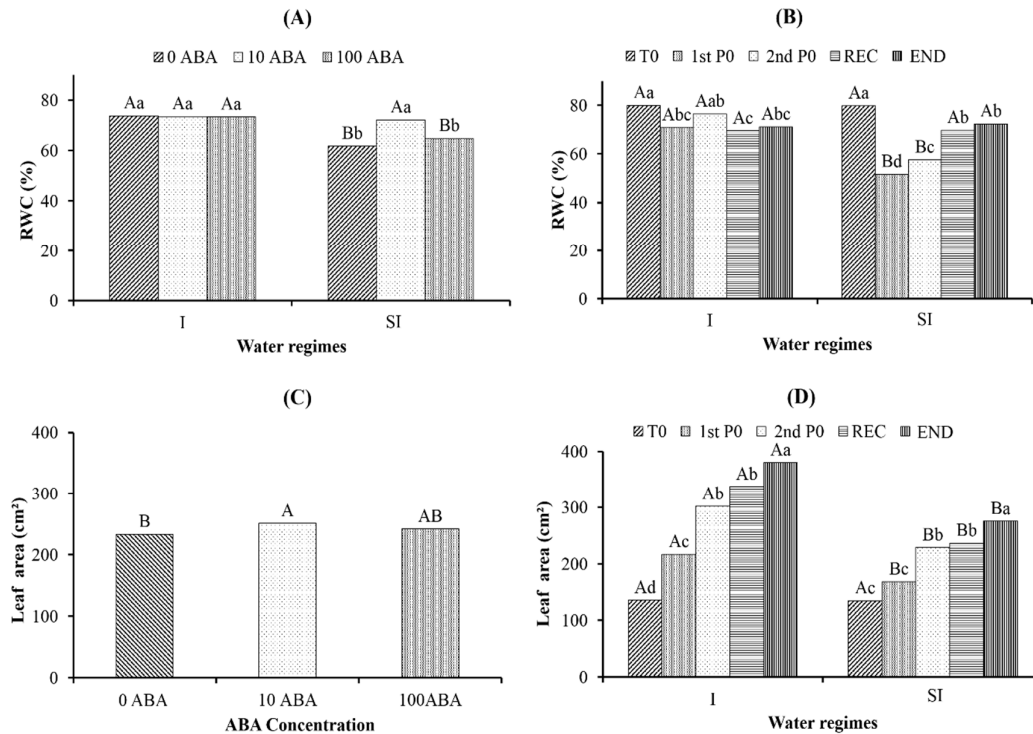 (A)
0 ABA 10 ABA 100 ABA
80
60
40
20
0
RWC (%)
Aa Aa Aa
Bb Aa Bb
I SI
Water regimes
(B)
T0 1st P0 2nd P0 REC END
80
60
40
20
0
RWC (%)
Aa Abc Aab Ac Abc
Aa Bd Bc Ab Ab
I SI
Water regimes
(C)
400
300
200
100
0
Leaf area (cm²)
B A AB
0 ABA 10 ABA 100ABA
ABA Concentration
(D)
T0 1st P0 2nd P0 REC END
400
300
200
100
0
Leaf area (cm²)
Ad Ac Ab Ab Aa
Ac Bc Bb Bb Ba
I SI
Water regimes